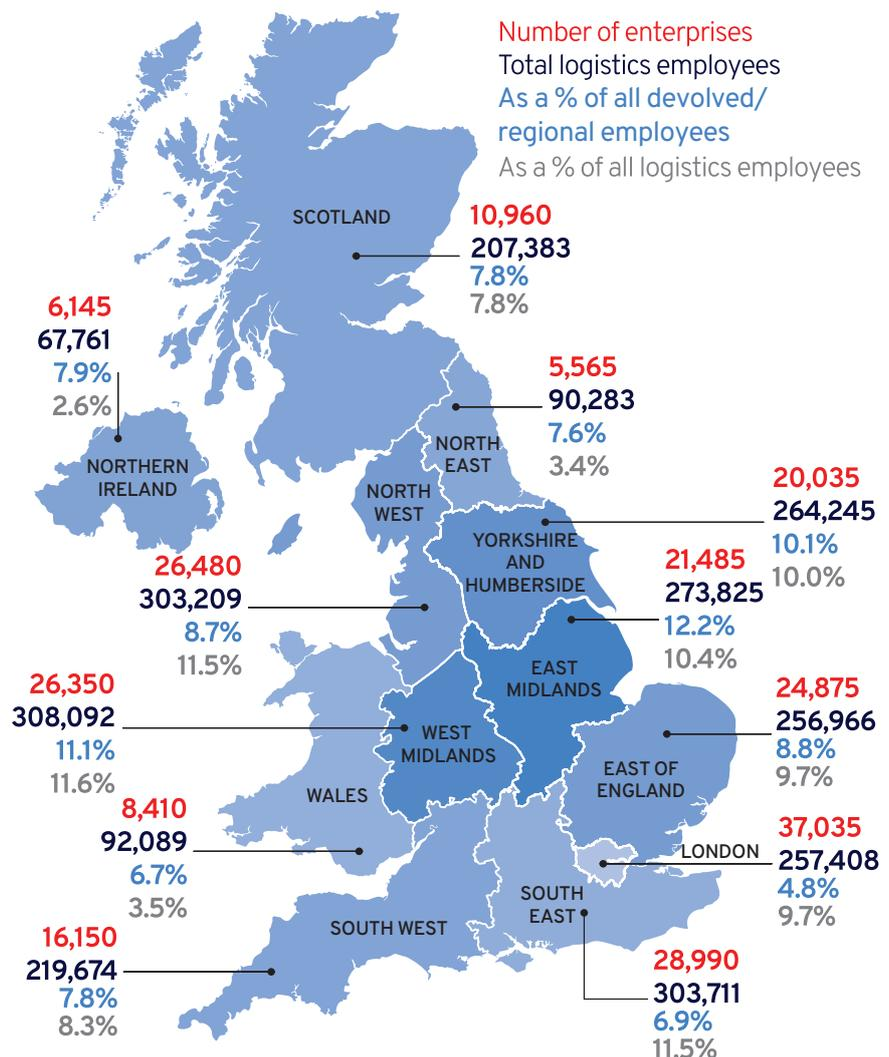 Number of enterprises
Total logistics employees
As a % of all devolved/
regional employees
As a % of all logistics employees
SCOTLAND
10,960
207,383
7.8%
7.8%
6,145
67,761
7.9%
2.6%
NORTHERN
IRELAND
5,565
90,283
7.6%
3.4%
NORTH
EAST
NORTH
WEST
20,035
264,245
10.1%
10.0%
YORKSHIRE
AND
HUMBERSIDE
26,480
303,209
8.7%
11.5%
21,485
273,825
12.2%
10.4%
EAST
MIDLANDS
26,350
308,092
11.1%
11.6%
WEST
MIDLANDS
24,875
256,966
8.8%
9.7%
EAST OF
ENGLAND
WALES
8,410
92,089
6.7%
3.5%
37,035
257,408
4.8%
9.7%
LONDON
SOUTH
EAST
SOUTH WEST
16,150
219,674
7.8%
8.3%
28,990
303,711
6.9%
11.5%